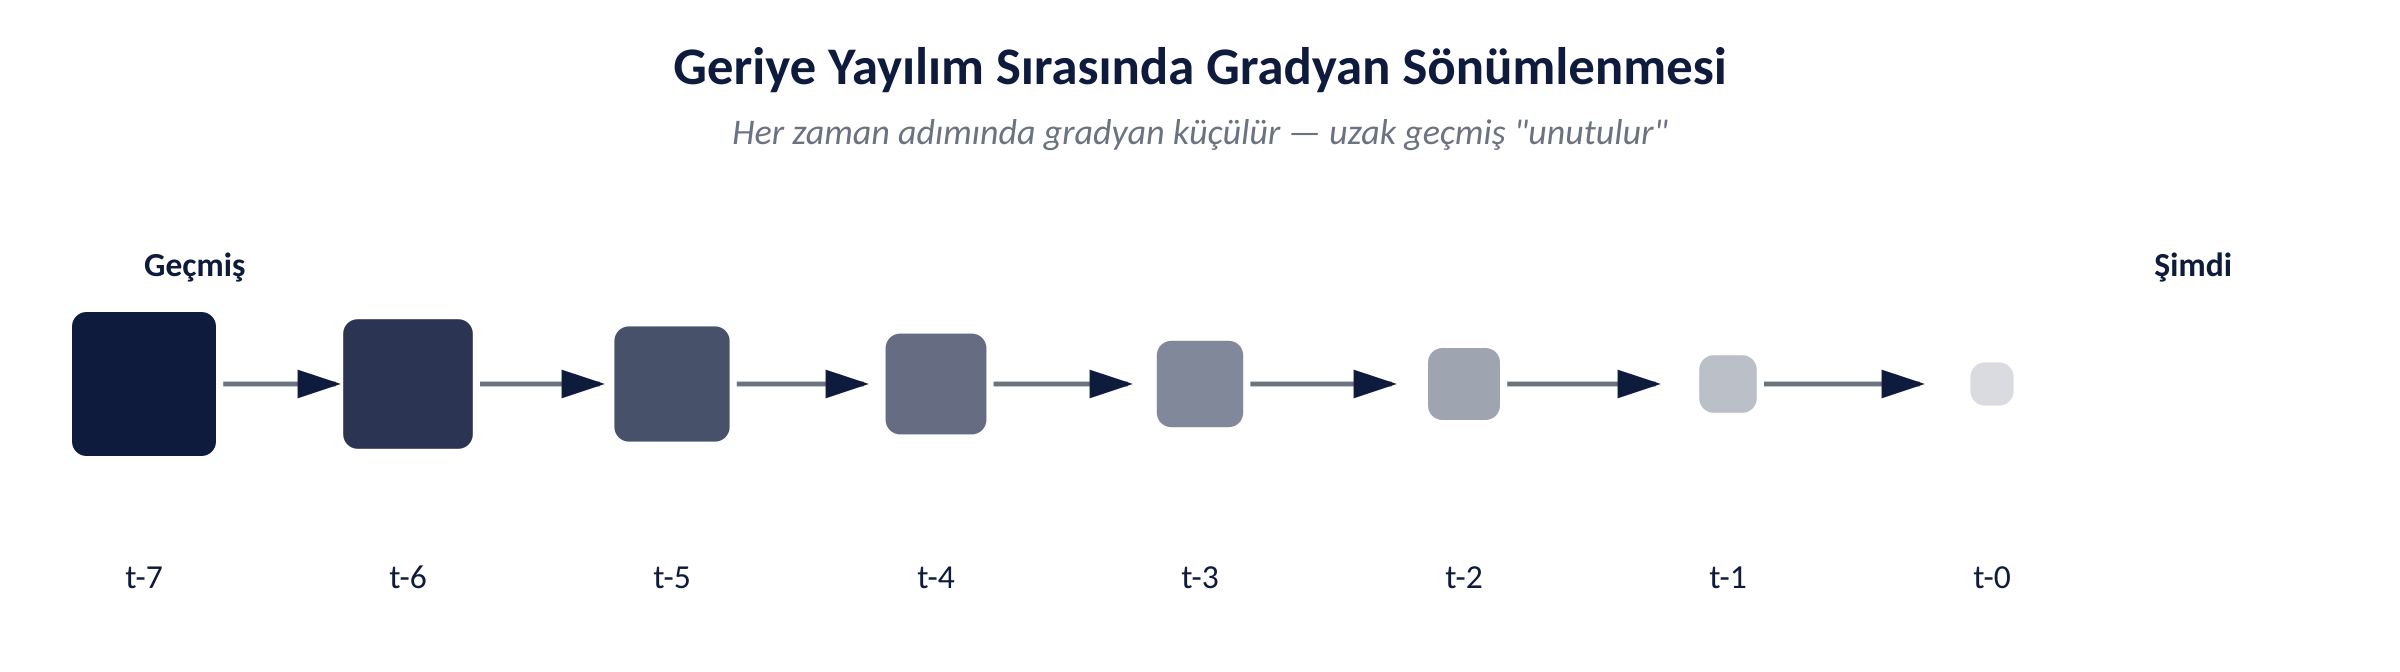 Geriye Yayılım Sırasında Gradyan Sönümlenmesi
Her zaman adımında gradyan küçülür — uzak geçmiş "unutulur"
Geçmiş Şimdi
t-7 t-6 t-5 t-4 t-3 t-2 t-1 t-0